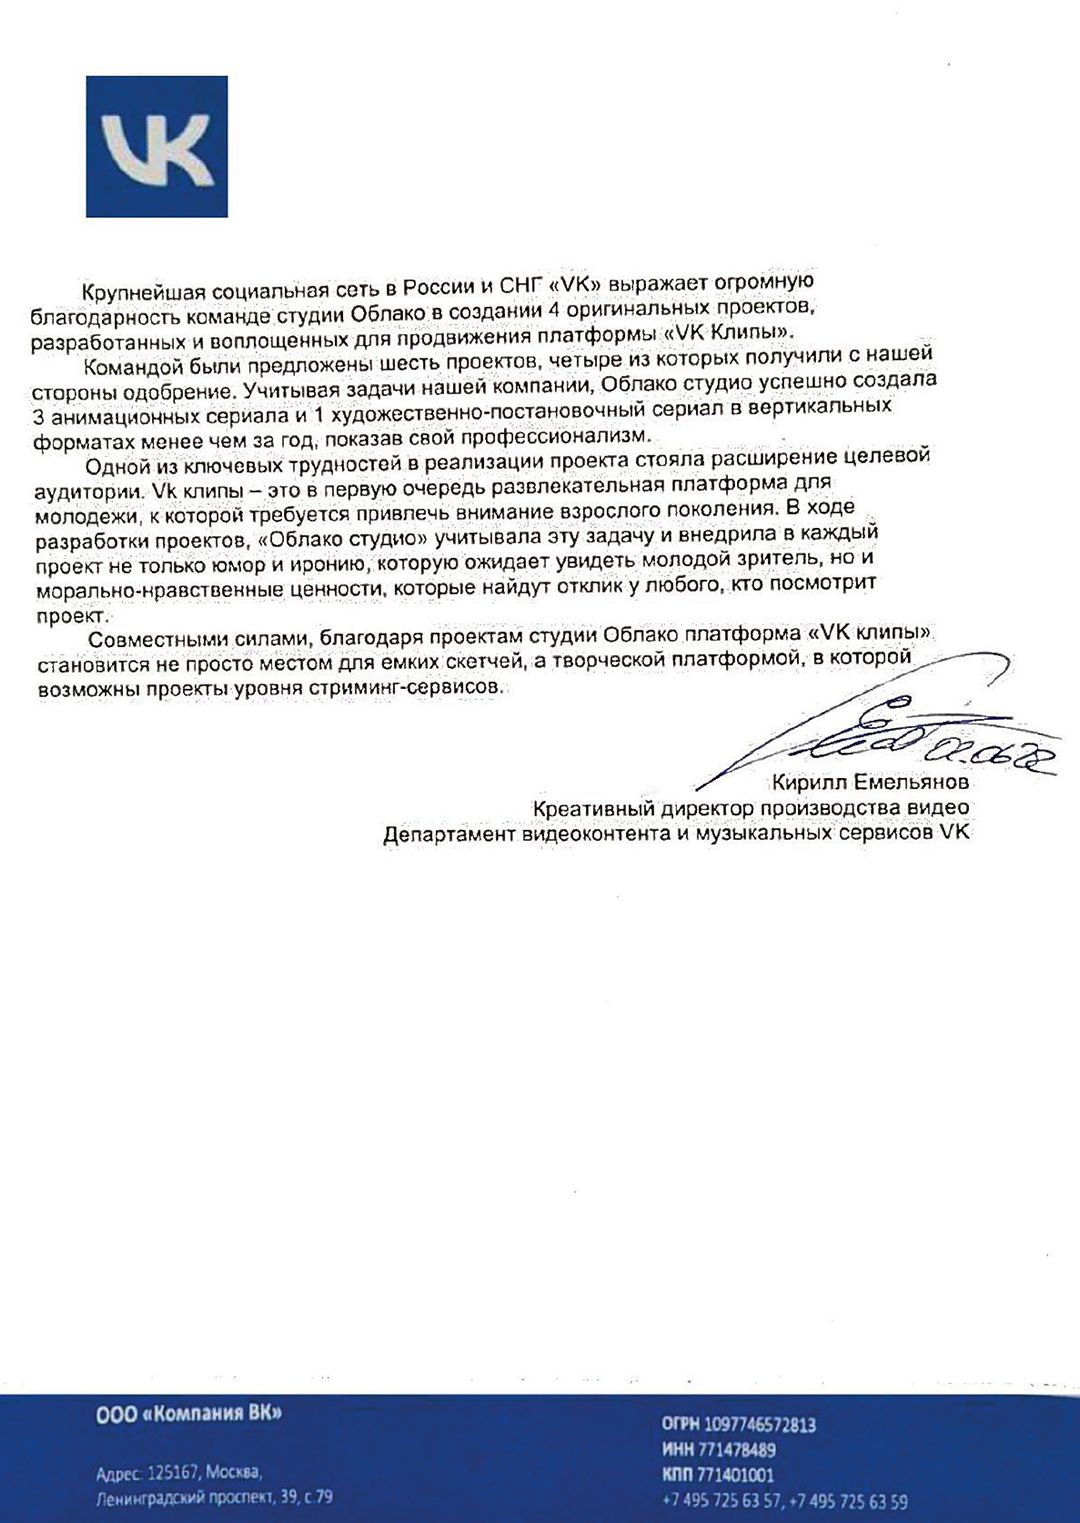 VK
Крупнейшая социальная сеть в России и СНГ «VK» выражает огромную
благодарность команде студии Облако в создании 4 оригинальных проектов,
разработанных и воплощенных для продвижения платформы «VK Клипы».
Командой были предложены шесть проектов, четыре из которых получили с нашей
стороны одобрение. Учитывая задачи нашей компании, Облако студио успешно создала
3 анимационных сериала и 1 художественно-постановочный сериал в вертикальных
форматах менее чем за год, показав свой профессионализм.
Одной из ключевых трудностей в реализации проекта стояла расширение целевой
аудитории. Vk клипы – это в первую очередь развлекательная платформа для
молодежи, к которой требуется привлечь внимание взрослого поколения. В ходе
разработки проектов, «Облако студио» учитывала эту задачу и внедрила в каждый
проект не только юмор и иронию, которую ожидает увидеть молодой зритель, но и
морально-нравственные ценности, которые найдут отклик у любого, кто посмотрит
проект.
Совместными силами, благодаря проектам студии Облако платформа «VK клипы»
становится не просто местом для емких скетчей, а творческой платформой, в которой
возможны проекты уровня стриминг-сервисов.
Кирилл Емельянов
Креативный директор производства видео
Департамент видеоконтента и музыкальных сервисов VK
ООО «Компания ВК»
Адрес: 125167, Москва,
Ленинградский проспект, 39, с.79
ОГРН 1097746572813
ИНН 771478489
КПП 771401001
+7 495 725 63 57, +7 495 725 63 59